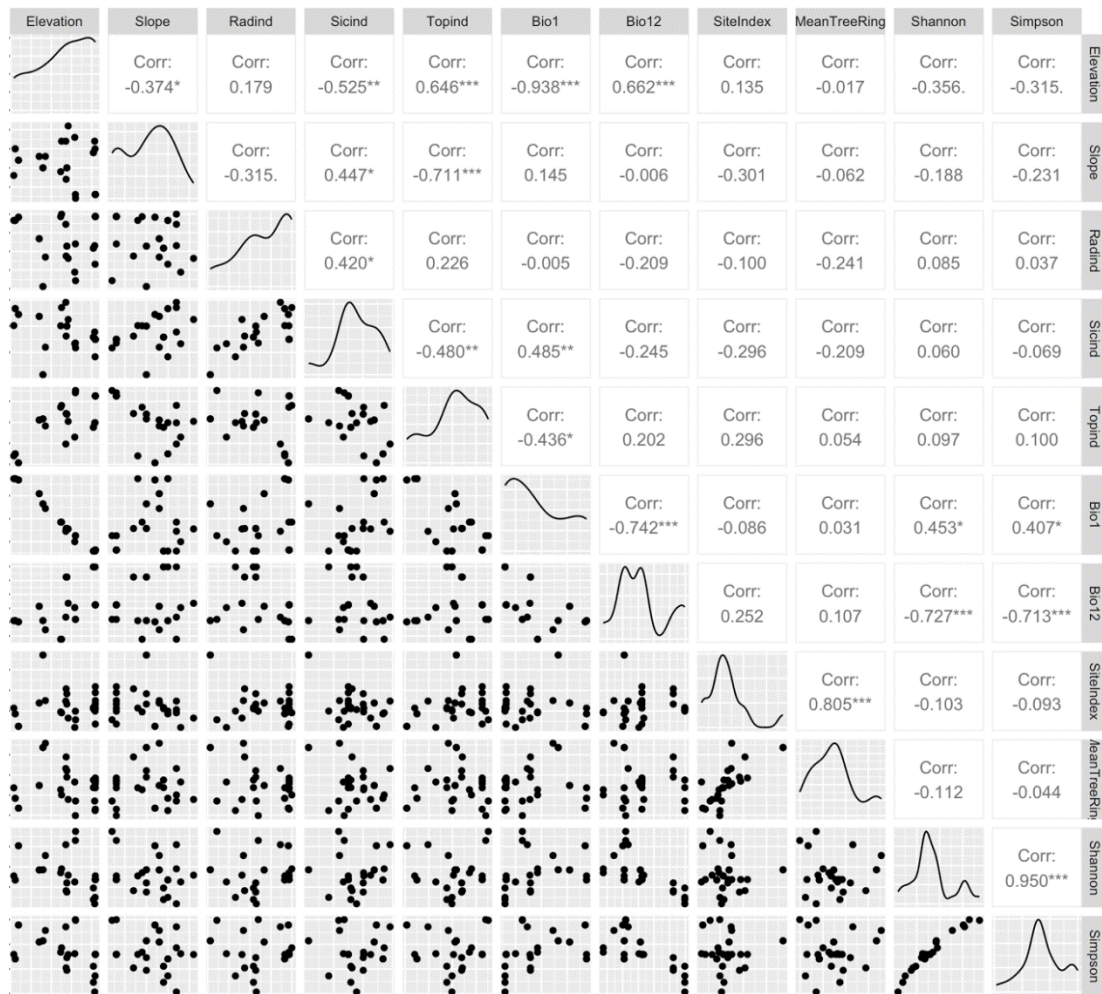 Elevation Slope Radind Sicind Topind Bio1 Bio12 SiteIndex MeanTreeRing Shannon Simpson
Corr: Corr: Corr: Corr: Corr: Corr: Corr: Corr: Corr: Corr:
-0.374* 0.179 -0.525** 0.646*** -0.938*** 0.662*** 0.135 -0.017 -0.356. -0.315.
Elevation
Corr: Corr: Corr: Corr: Corr: Corr: Corr: Corr: Corr:
-0.315. 0.447* -0.711*** 0.145 -0.006 -0.301 -0.062 -0.188 -0.231
Slope
Corr: Corr: Corr: Corr: Corr: Corr: Corr: Corr:
0.420* 0.226 -0.005 -0.209 -0.100 -0.241 0.085 0.037
Radind
Corr: Corr: Corr: Corr: Corr: Corr: Corr:
-0.480** 0.485** -0.245 -0.296 -0.209 0.060 -0.069
Sicind
Corr: Corr: Corr: Corr: Corr: Corr:
-0.436* 0.202 0.296 0.054 0.097 0.100
Topind
Corr: Corr: Corr: Corr: Corr:
-0.742*** -0.086 0.031 0.453* 0.407*
Bio1
Corr: Corr: Corr: Corr:
0.252 0.107 -0.727*** -0.713***
Bio12
Corr: Corr: Corr:
0.805*** -0.103 -0.093
SiteIndex
Corr: Corr:
-0.112 -0.044
MeanTreeRing
Corr:
0.950***
Shannon
Simpson